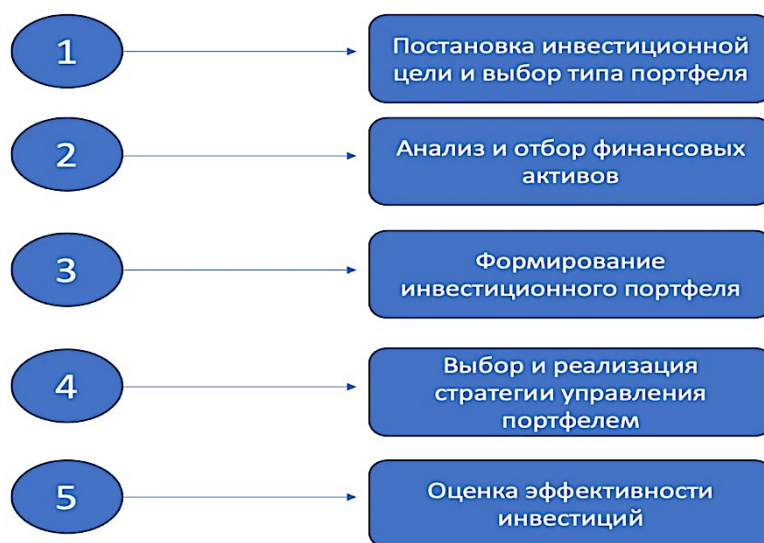 1
Постановка инвестиционной
цели и выбор типа портфеля
2
Анализ и отбор финансовых
активов
3
Формирование
инвестиционного портфеля
4
Выбор и реализация
стратегии управления
портфелем
5
Оценка эффективности
инвестиций